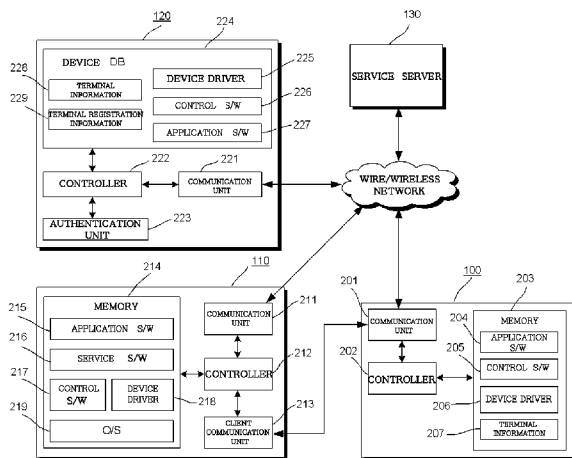 120
224
DEVICE DB
225
228
TERMINAL INFORMATION
DEVICE DRIVER
229
226
TERMINAL REGISTRATION INFORMATION
CONTROL S/W
227
APPLICATION S/W
222
221
CONTROLLER
COMMUNICATION UNIT
AUTHENTICATION UNIT
223
130
SERVICE SERVER
WIRE/WIRELESS NETWORK
110
214
MEMORY
215
APPLICATION S/W
216
SERVICE S/W
217
CONTROL S/W
DEVICE DRIVER
218
219
O/S
COMMUNICATION UNIT
211
CONTROLLER
212
CLIENT COMMUNICATION UNIT
213
100
201
COMMUNICATION UNIT
202
CONTROLLER
203
MEMORY
204
APPLICATION S/W
205
CONTROL S/W
206
DEVICE DRIVER
207
TERMINAL INFORMATION